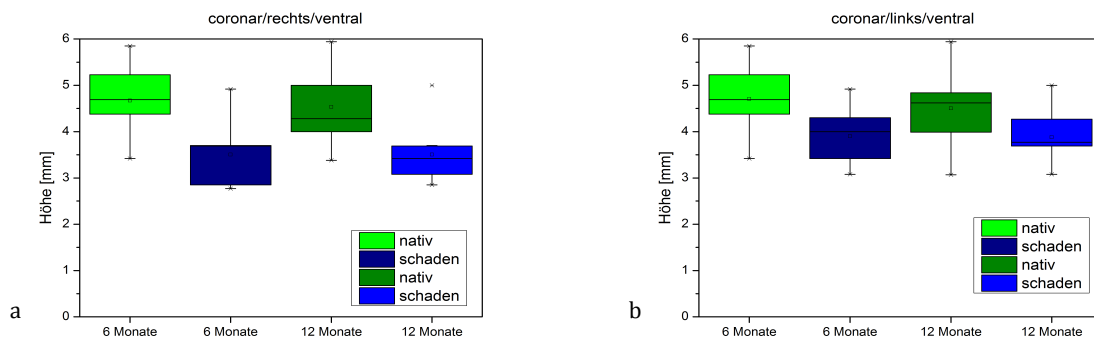 coronar/rechts/ventral
6
5
4
3
2
1
0
Höhe [mm]
nativ
schaden
nativ
schaden
6 Monate 6 Monate 12 Monate 12 Monate
a
coronar/links/ventral
6
5
4
3
2
1
0
Höhe [mm]
nativ
schaden
nativ
schaden
6 Monate 6 Monate 12 Monate 12 Monate
b